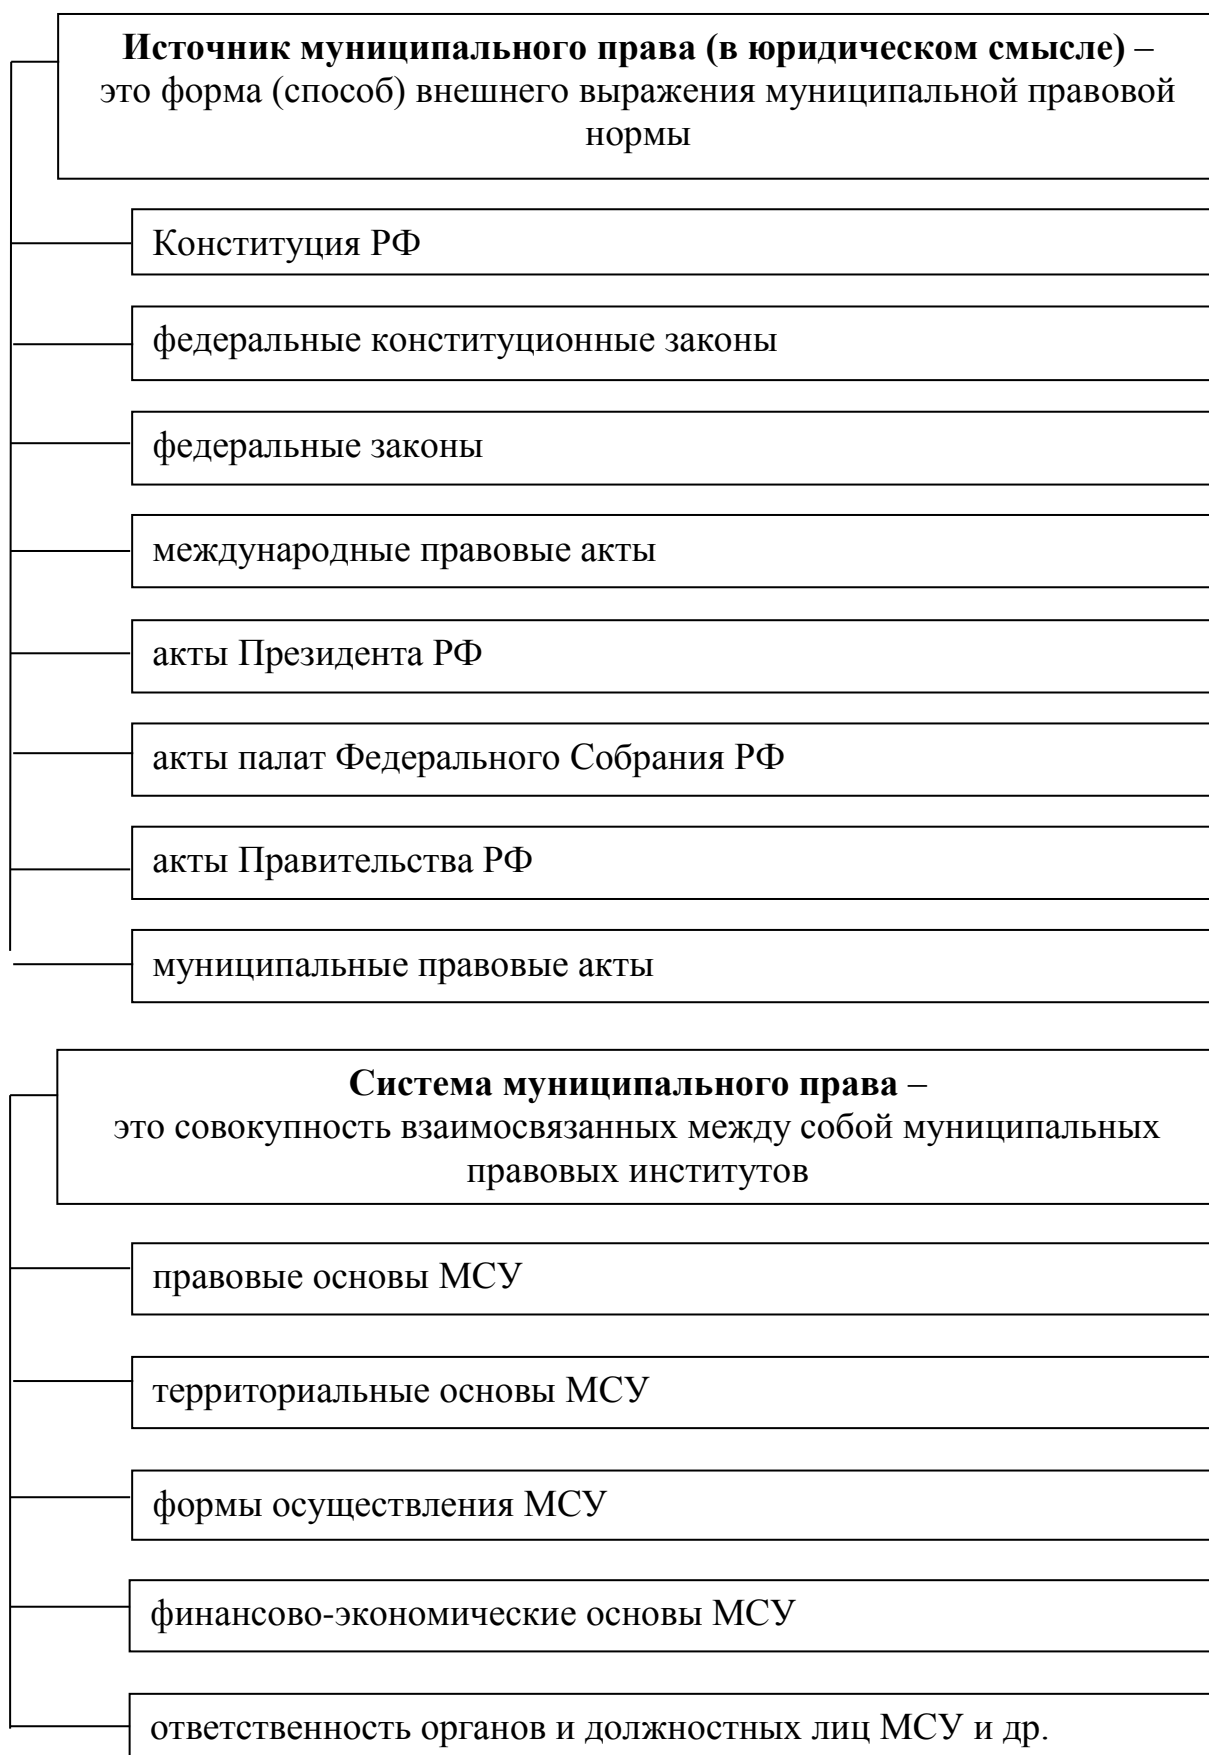 Источник муниципального права (в юридическом смысле) –
это форма (способ) внешнего выражения муниципальной правовой
нормы
Конституция РФ
федеральные конституционные законы
федеральные законы
международные правовые акты
акты Президента РФ
акты палат Федерального Собрания РФ
акты Правительства РФ
муниципальные правовые акты
Система муниципального права –
это совокупность взаимосвязанных между собой муниципальных
правовых институтов
правовые основы МСУ
территориальные основы МСУ
формы осуществления МСУ
финансово-экономические основы МСУ
ответственность органов и должностных лиц МСУ и др.